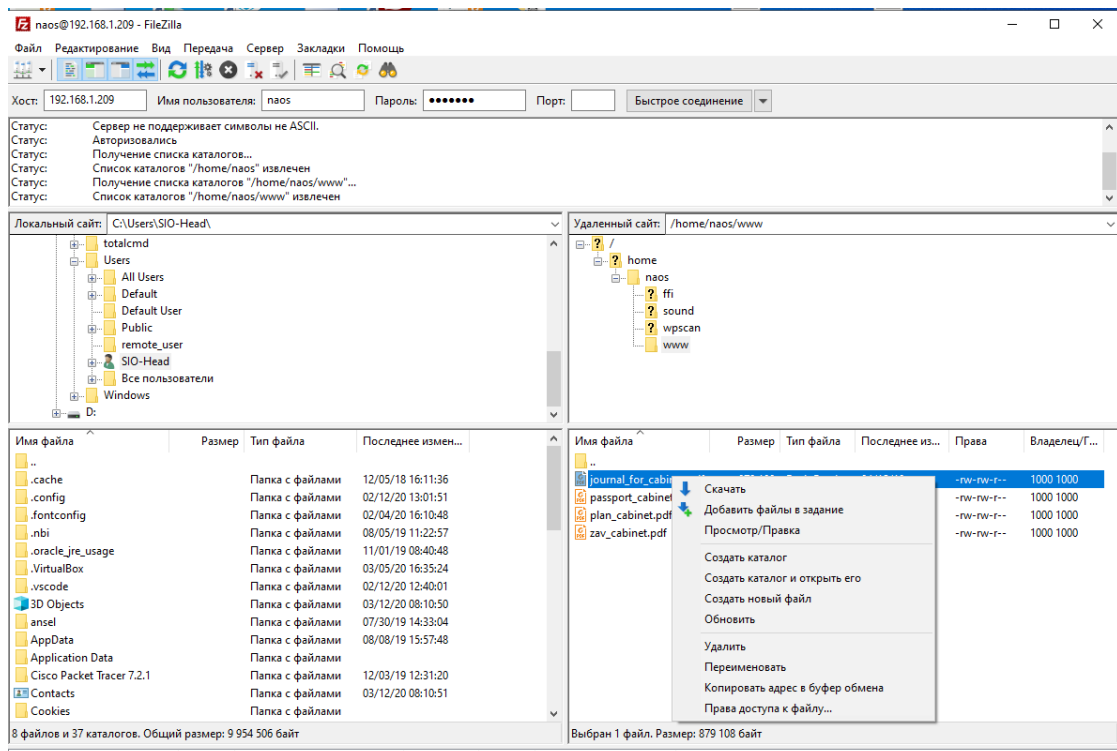 naos@192.168.1.209 - FileZilla
Файл Редактирование Вид Передача Сервер Закладки Помощь
Хост: 192.168.1.209 Имя пользователя: naos Пароль: ●●●●●●● Порт: Быстрое соединение
Статус: Сервер не поддерживает символы не ASCII.
Статус: Авторизовались
Статус: Получение списка каталогов...
Статус: Список каталогов "/home/naos" извлечен
Статус: Получение списка каталогов "/home/naos/www"...
Статус: Список каталогов "/home/naos/www" извлечен
Локальный сайт: C:\Users\SIO-Head\
totalcmd
Users
All Users
Default
Default User
Public
remote_user
SIO-Head
Все пользователи
Windows
D:
Удаленный сайт: /home/naos/www
/
home
naos
ffi
sound
wpscan
www
Имя файла Размер Тип файла Последнее измен...
..
.cache Папка с файлами 12/05/18 16:11:36
.config Папка с файлами 02/12/20 13:01:51
.fontconfig Папка с файлами 02/04/20 16:10:48
.nbi Папка с файлами 08/05/19 11:22:57
.oracle_jre_usage Папка с файлами 11/01/19 08:40:48
.VirtualBox Папка с файлами 03/05/20 16:35:24
.vscode Папка с файлами 02/12/20 12:40:01
3D Objects Папка с файлами 03/12/20 08:10:50
ansel Папка с файлами 07/30/19 14:33:04
AppData Папка с файлами 08/08/19 15:57:48
Application Data Папка с файлами
Cisco Packet Tracer 7.2.1 Папка с файлами 12/03/19 12:31:20
Contacts Папка с файлами 03/12/20 08:10:51
Cookies Папка с файлами
8 файлов и 37 каталогов. Общий размер: 9 954 506 байт
Имя файла Размер Тип файла Последнее из... Права Владелец/Г...
..
journal_for_cabi -rw-rw-r-- 1000 1000
passport_cabinet -rw-rw-r-- 1000 1000
plan_cabinet.pdf -rw-rw-r-- 1000 1000
zav_cabinet.pdf -rw-rw-r-- 1000 1000
Скачать
Добавить файлы в задание
Просмотр/Правка
Создать каталог
Создать каталог и открыть его
Создать новый файл
Обновить
Удалить
Переименовать
Копировать адрес в буфер обмена
Права доступа к файлу...
Выбран 1 файл. Размер: 879 108 байт